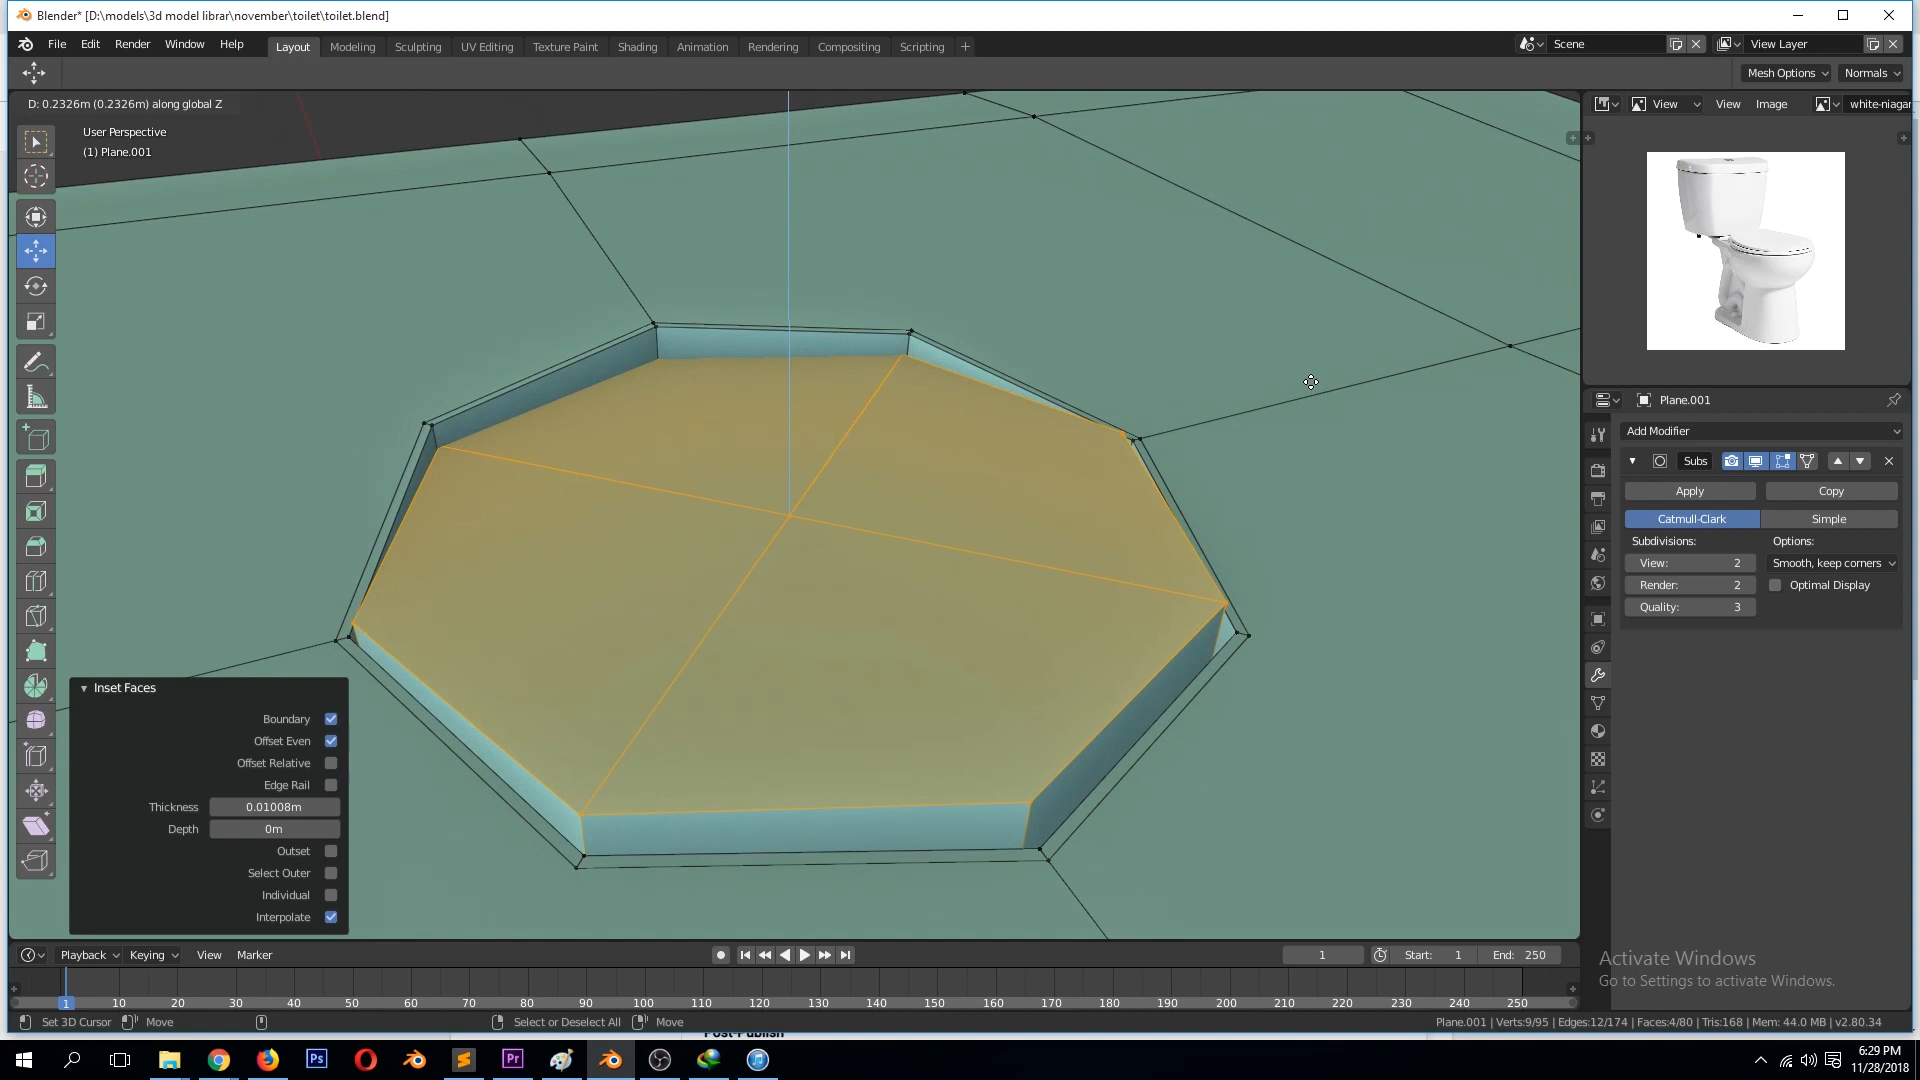 Blender* [D:\models\3d model librar\november\toilet\toilet.blend]
File Edit Render Window Help Layout Modeling Sculpting UV Editing Texture Paint Shading Animation Rendering Compositing Scripting + Scene View Layer
Mesh Options Normals
D: 0.2326m (0.2326m) along global Z
View View Image white-niagar
User Perspective
(1) Plane.001
Plane.001
Add Modifier
Subs
Apply Copy
Catmull-Clark Simple
Subdivisions: Options:
View: 2 Smooth, keep corners
Render: 2 Optimal Display
Quality: 3
Inset Faces
Boundary
Offset Even
Offset Relative
Edge Rail
Thickness 0.01008m
Depth 0m
Outset
Select Outer
Individual
Interpolate
Playback Keying View Marker 1 Start: 1 End: 250
Activate Windows
Go to Settings to activate Windows.
1 10 20 30 40 50 60 70 80 90 100 110 120 130 140 150 160 170 180 190 200 210 220 230 240 250
Set 3D Cursor Move Select or Deselect All Move Plane.001 | Verts:9/95 | Edges:12/174 | Faces:4/80 | Tris:168 | Mem: 44.0 MB | v2.80.34
Post-Publish
Ps Pr
6:29 PM
11/28/2018